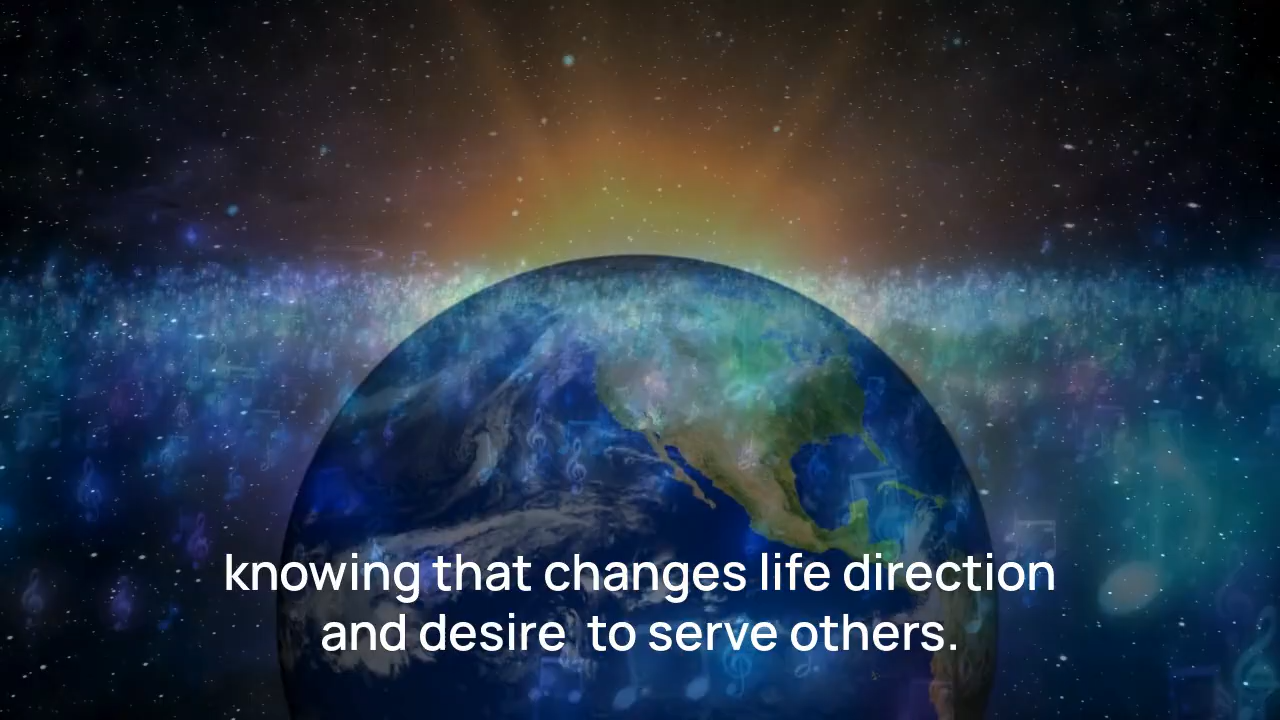 knowing that changes life direction
and desire  to serve others.